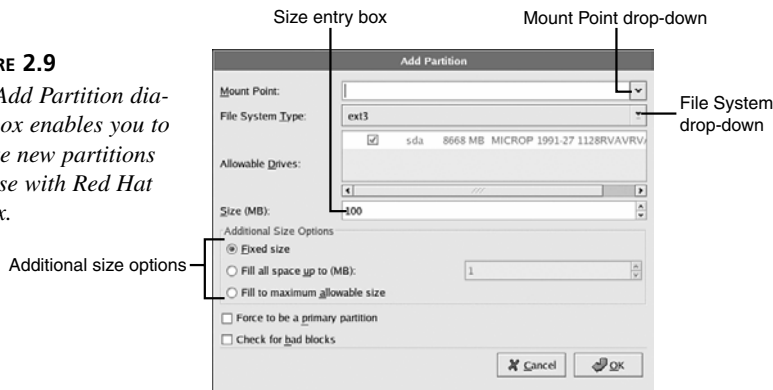 Size entry box
Mount Point drop-down
RE 2.9
Add Partition dia-
ox enables you to
e new partitions
se with Red Hat
x.
Add Partition
Mount Point:
File System Type:
ext3
File System
drop-down
sda 8668 MB MICROP 1991-27 1128RVAVRV
Allowable Drives:
Size (MB):
100
Additional Size Options
Fixed size
Fill all space up to (MB):
1
Fill to maximum allowable size
Additional size options
Force to be a primary partition
Check for bad blocks
Cancel
OK